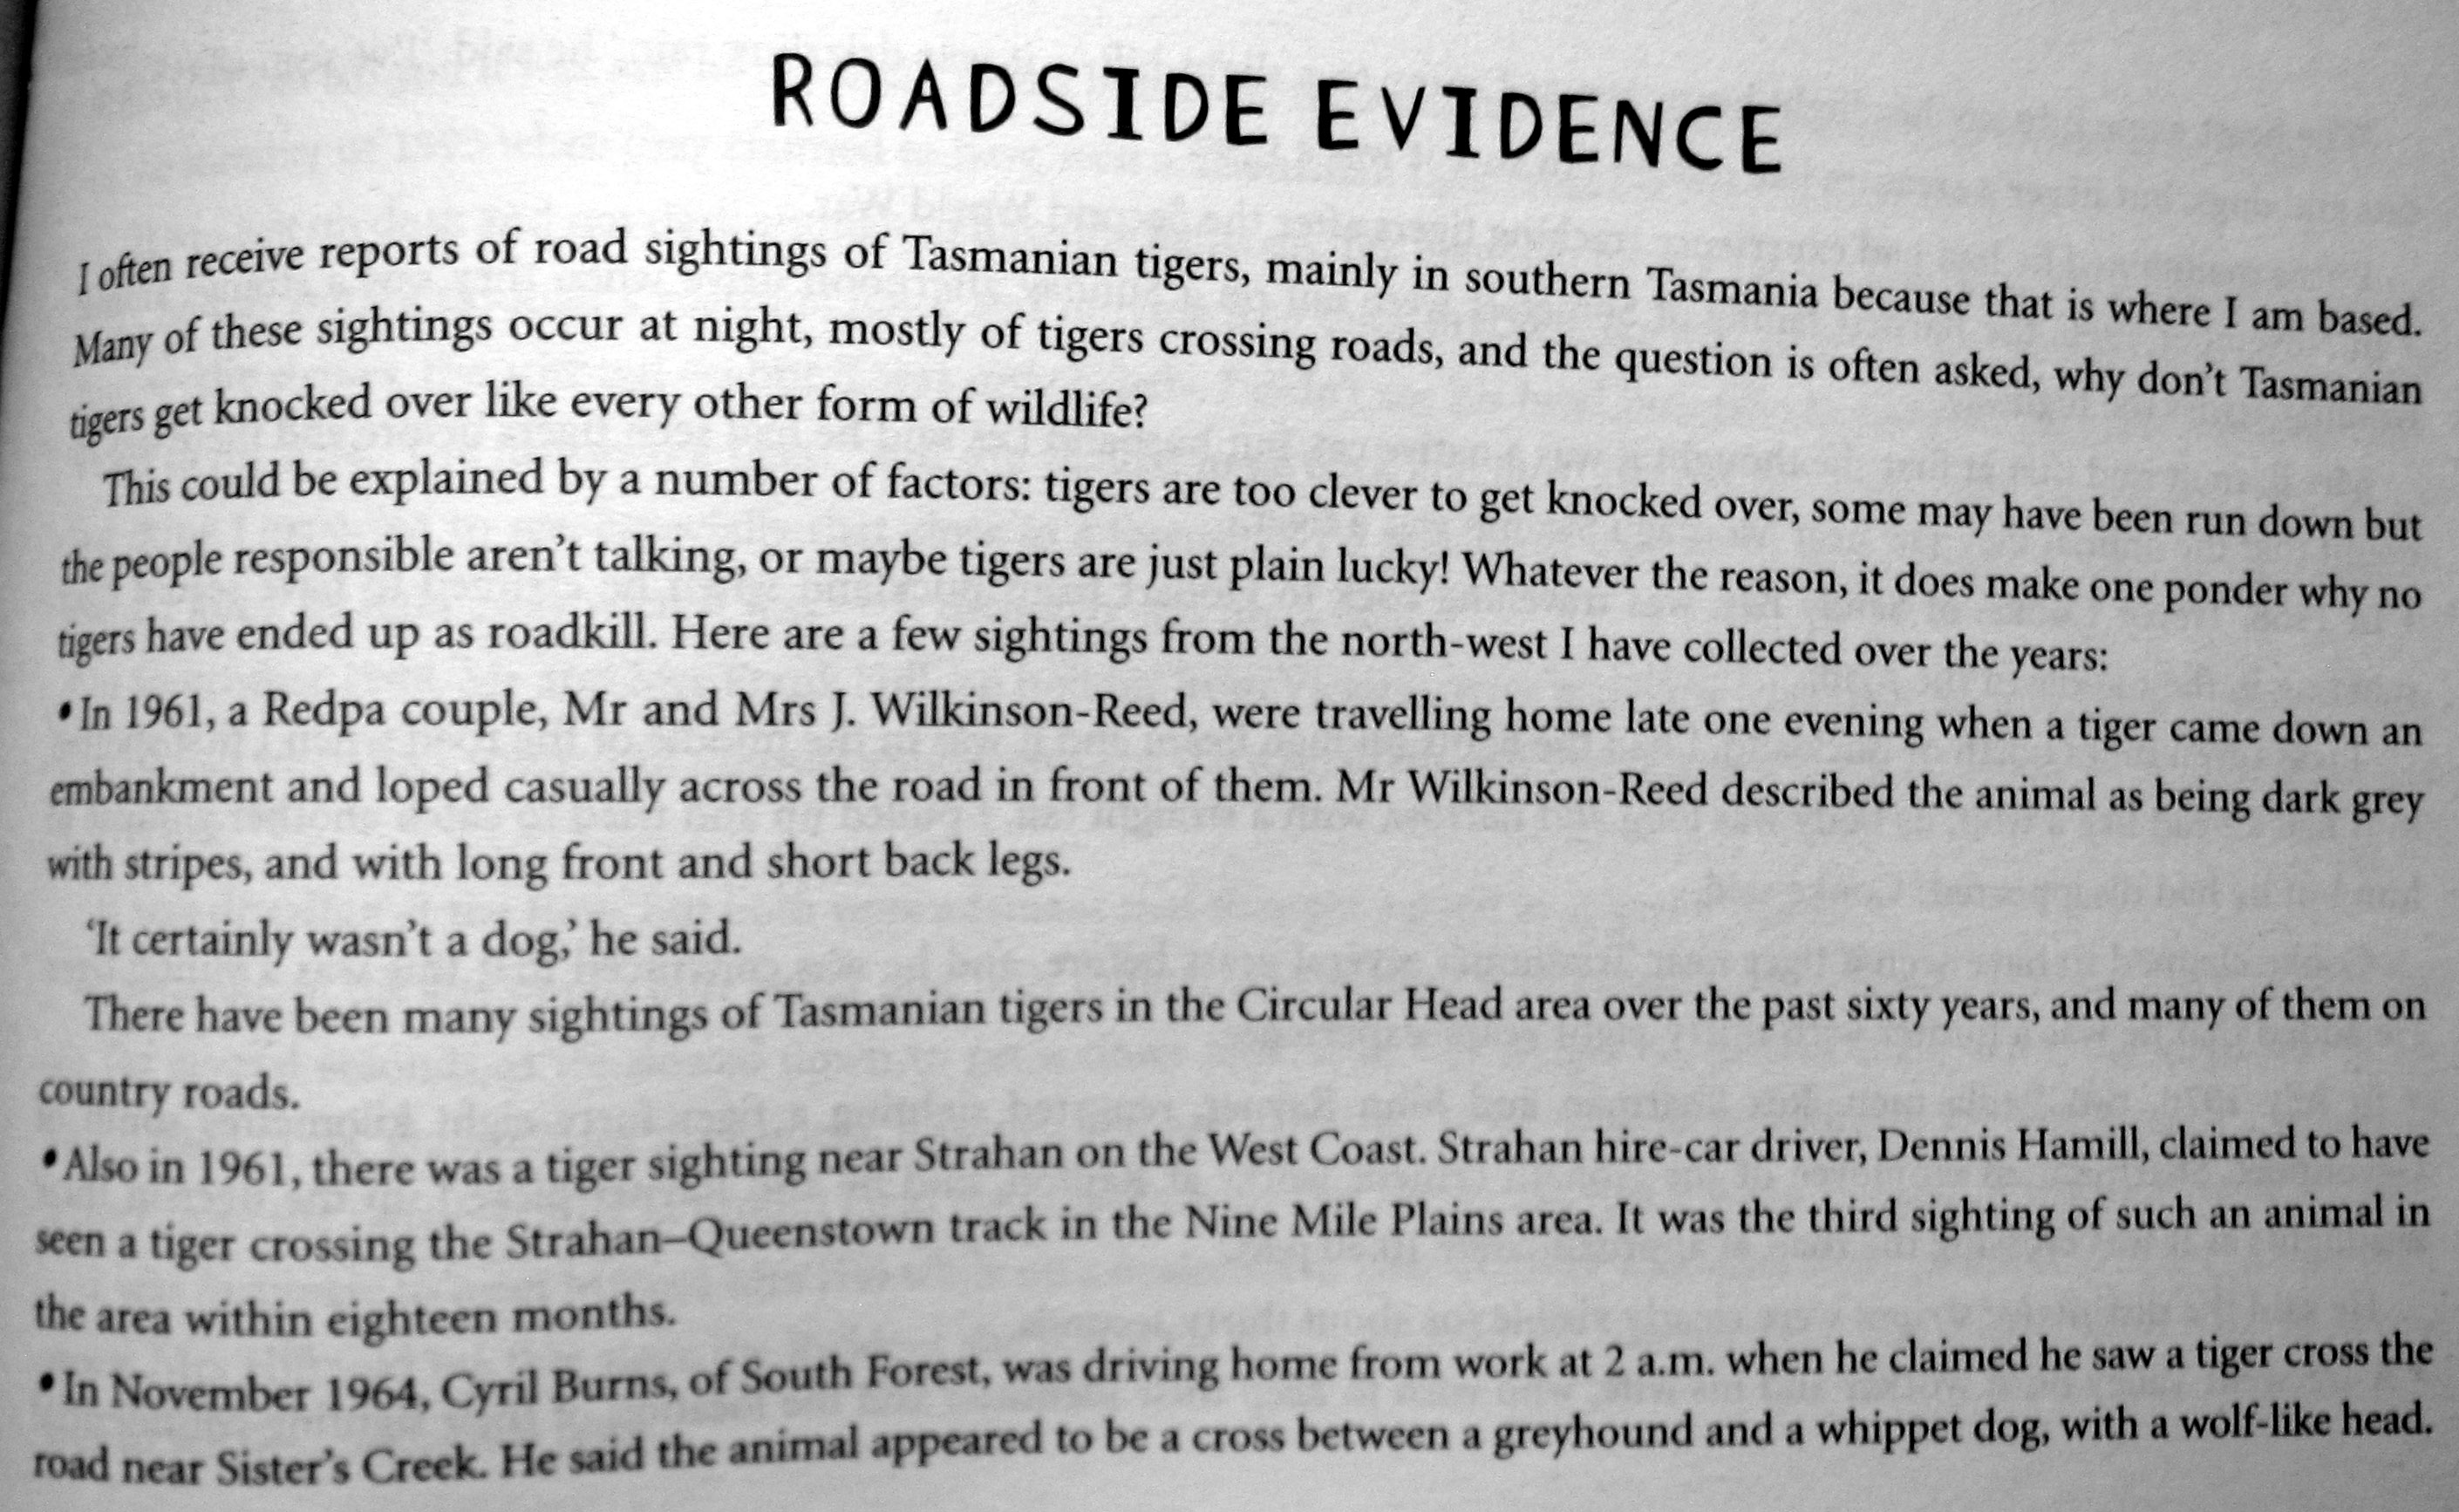 ROADSIDE EVIDENCE
I often receive reports of road sightings of Tasmanian tigers, mainly in southern Tasmania because that is where I am based.
Many of these sightings occur at night, mostly of tigers crossing roads, and the question is often asked, why don't Tasmanian
tigers get knocked over like every other form of wildlife?
This could be explained by a number of factors: tigers are too clever to get knocked over, some may have been run down but
the people responsible aren't talking, or maybe tigers are just plain lucky! Whatever the reason, it does make one ponder why no
tigers have ended up as roadkill. Here are a few sightings from the north-west I have collected over the years:
•In 1961, a Redpa couple, Mr and Mrs J. Wilkinson-Reed, were travelling home late one evening when a tiger came down an
embankment and loped casually across the road in front of them. Mr Wilkinson-Reed described the animal as being dark grey
with stripes, and with long front and short back legs.
‘It certainly wasn't a dog,’ he said.
There have been many sightings of Tasmanian tigers in the Circular Head area over the past sixty years, and many of them on
country roads.
•Also in 1961, there was a tiger sighting near Strahan on the West Coast. Strahan hire-car driver, Dennis Hamill, claimed to have
seen a tiger crossing the Strahan–Queenstown track in the Nine Mile Plains area. It was the third sighting of such an animal in
the area within eighteen months.
•In November 1964, Cyril Burns, of South Forest, was driving home from work at 2 a.m. when he claimed he saw a tiger cross the
road near Sister's Creek. He said the animal appeared to be a cross between a greyhound and a whippet dog, with a wolf-like head.